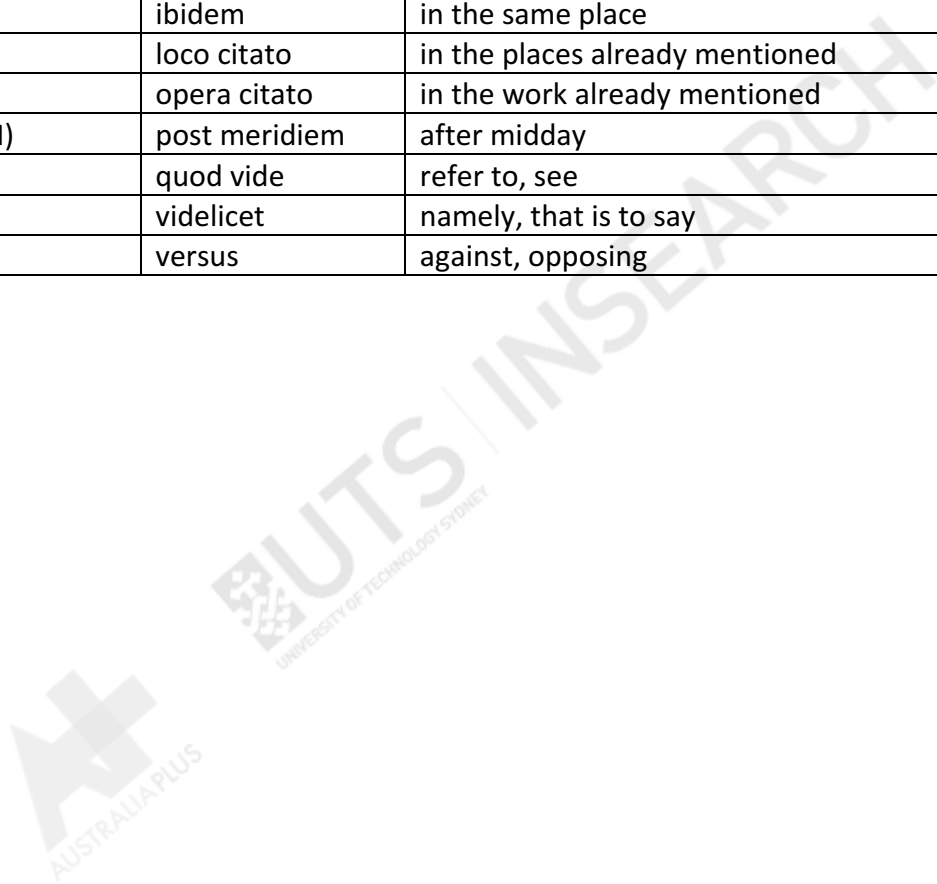 ibidem in the same place
loco citato in the places already mentioned
opera citato in the work already mentioned
) post meridiem after midday
quod vide refer to, see
videlicet namely, that is to say
versus against, opposing
UTS | INSEARCH
UNIVERSITY OF TECHNOLOGY SYDNEY
A+
AUSTRALIA PLUS